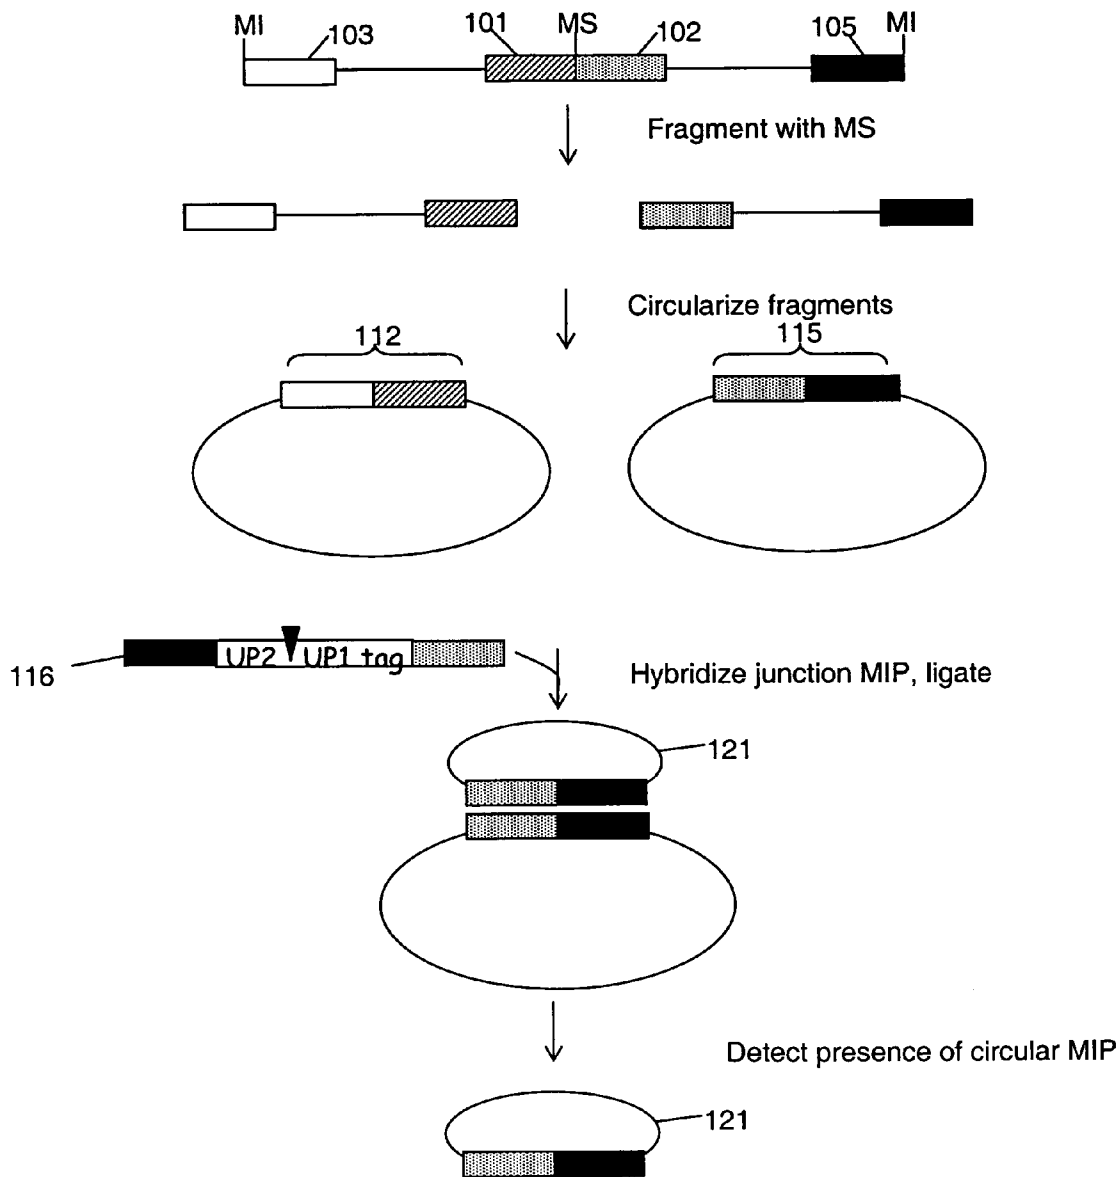 MI 103 101 MS 102 105 MI
Fragment with MS
Circularize fragments
112 115
UP2 UP1 tag
116
Hybridize junction MIP, ligate
121
Detect presence of circular MIP
121